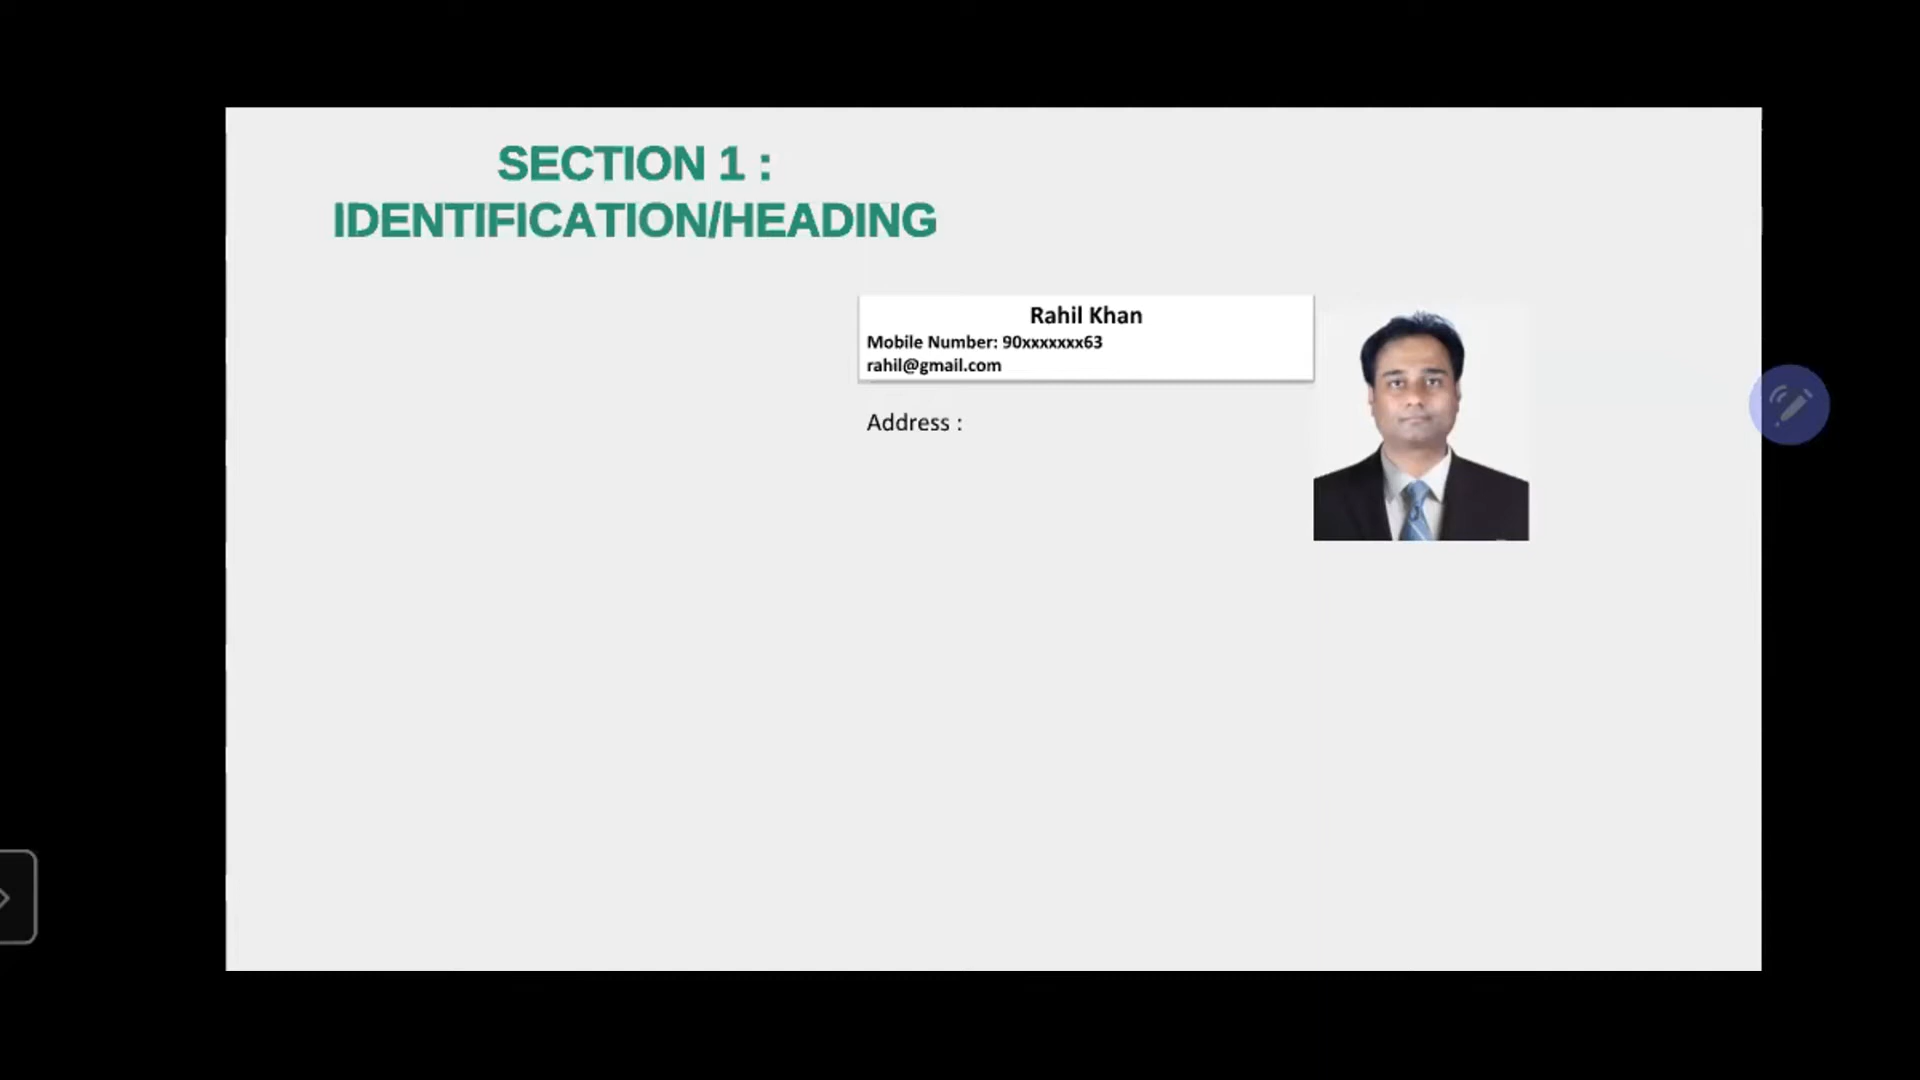 SECTION 1 :
IDENTIFICATION/HEADING
Rahil Khan
Mobile Number: 90xxxxxxx63
rahil@gmail.com
Address :